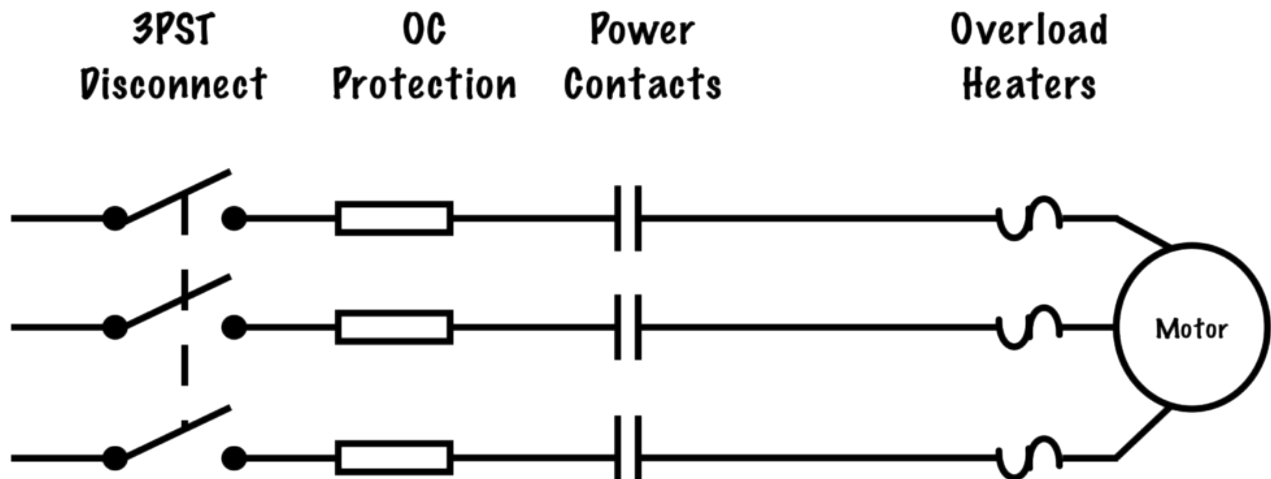 3PST
Disconnect
OC
Protection
Power
Contacts
Overload
Heaters
Motor